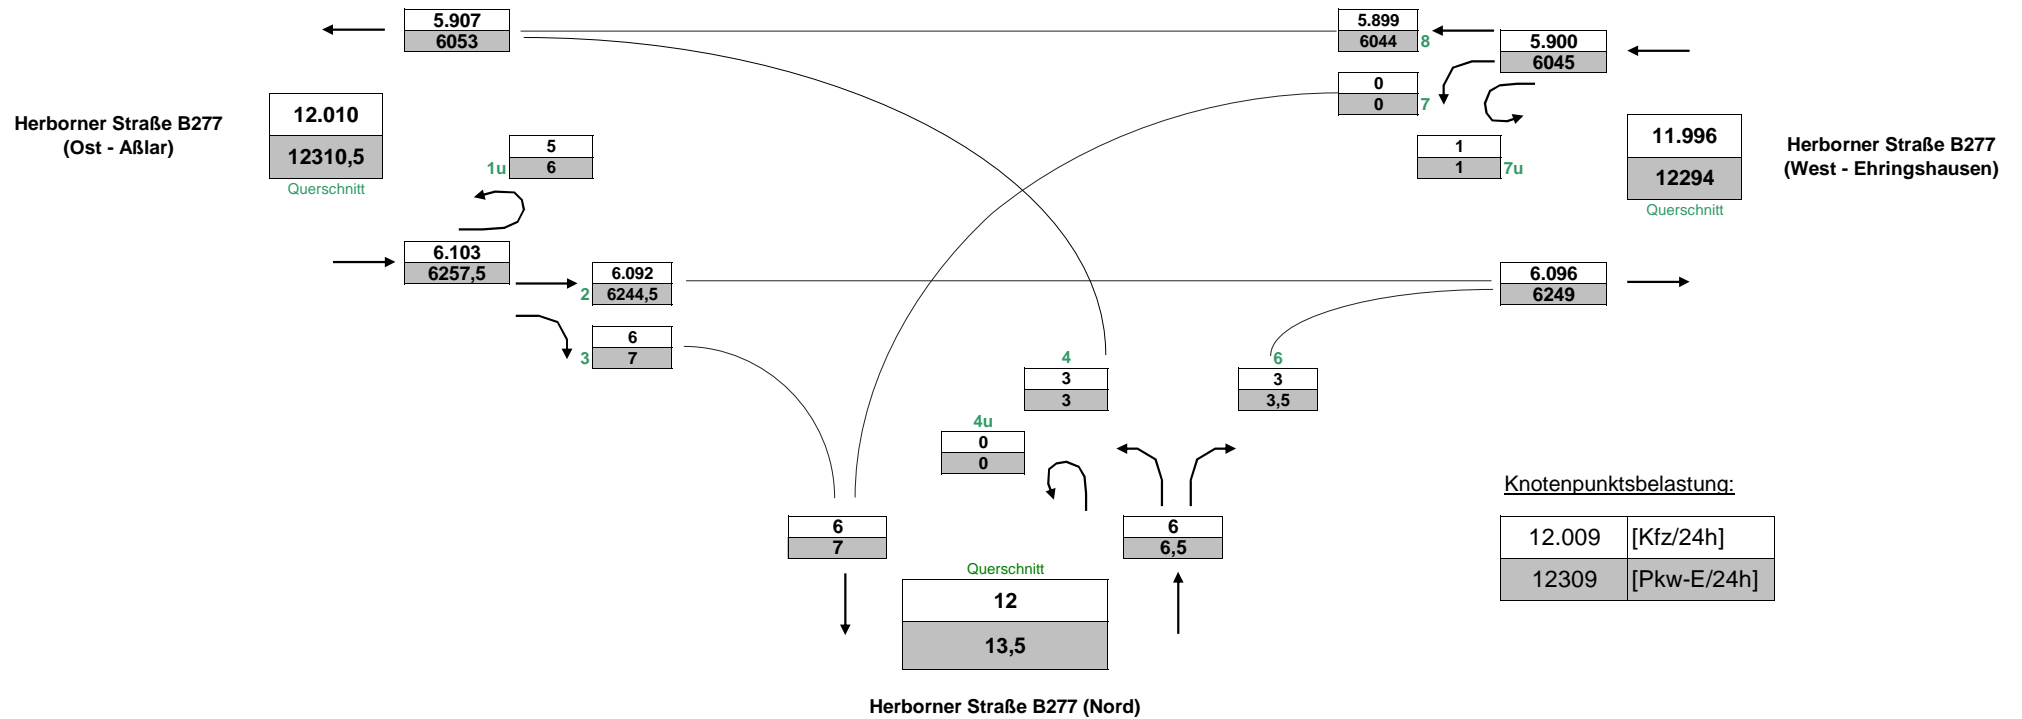 5.907
6053
5.899
6044 8
5.900
6045
0
0 7
Herborner Straße B277
(Ost - Aßlar)
12.010
12310,5
Querschnitt
5
1u 6
1
1 7u
11.996
12294
Querschnitt
Herborner Straße B277
(West - Ehringshausen)
6.103
6257,5
6.092
2 6244,5
6
3 7
6.096
6249
4
3
3
6
3
3,5
4u
0
0
6
7
6
6,5
Querschnitt
12
13,5
Herborner Straße B277 (Nord)
Knotenpunktsbelastung:
12.009 [Kfz/24h]
12309 [Pkw-E/24h]